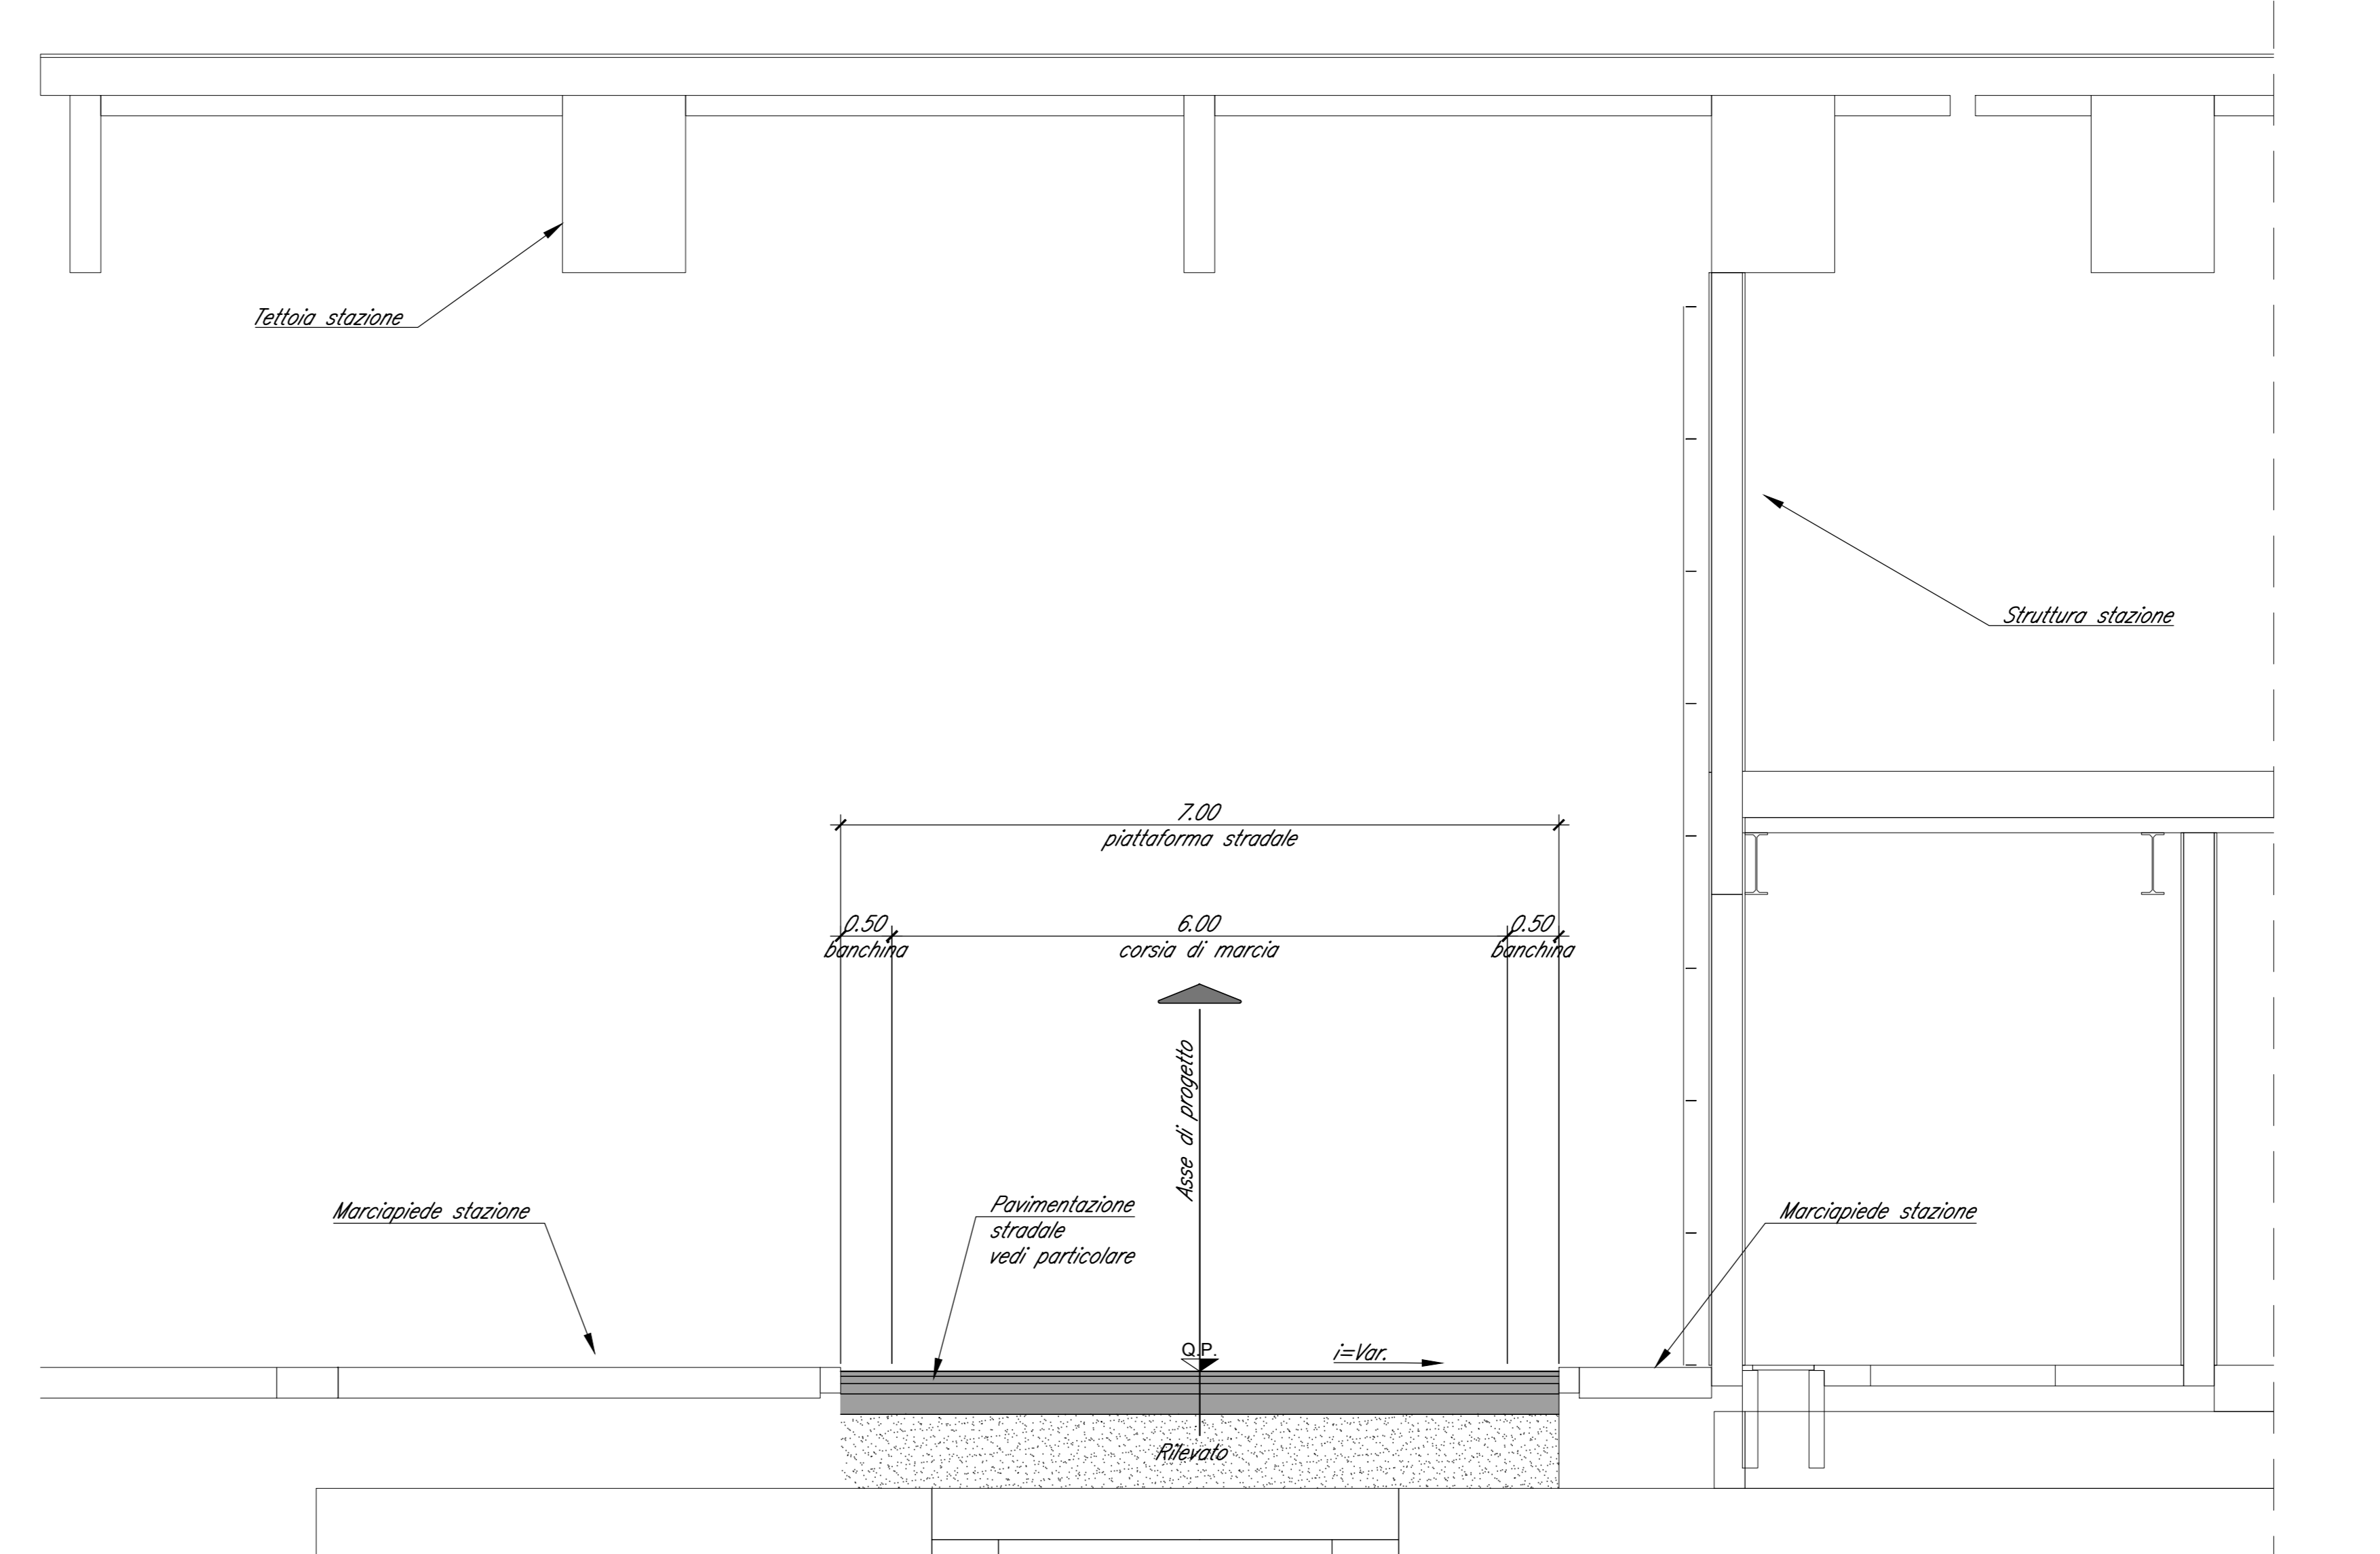 Tettoia stazione
Struttura stazione
7.00
piattaforma stradale
0.50
6.00
0.50
banchina
corsia di marcia
banchina
Asse di progetto
Pavimentazione
stradale
vedi particolare
Marciapiede stazione
Marciapiede stazione
Q.P.
i=Var.
Rilevato